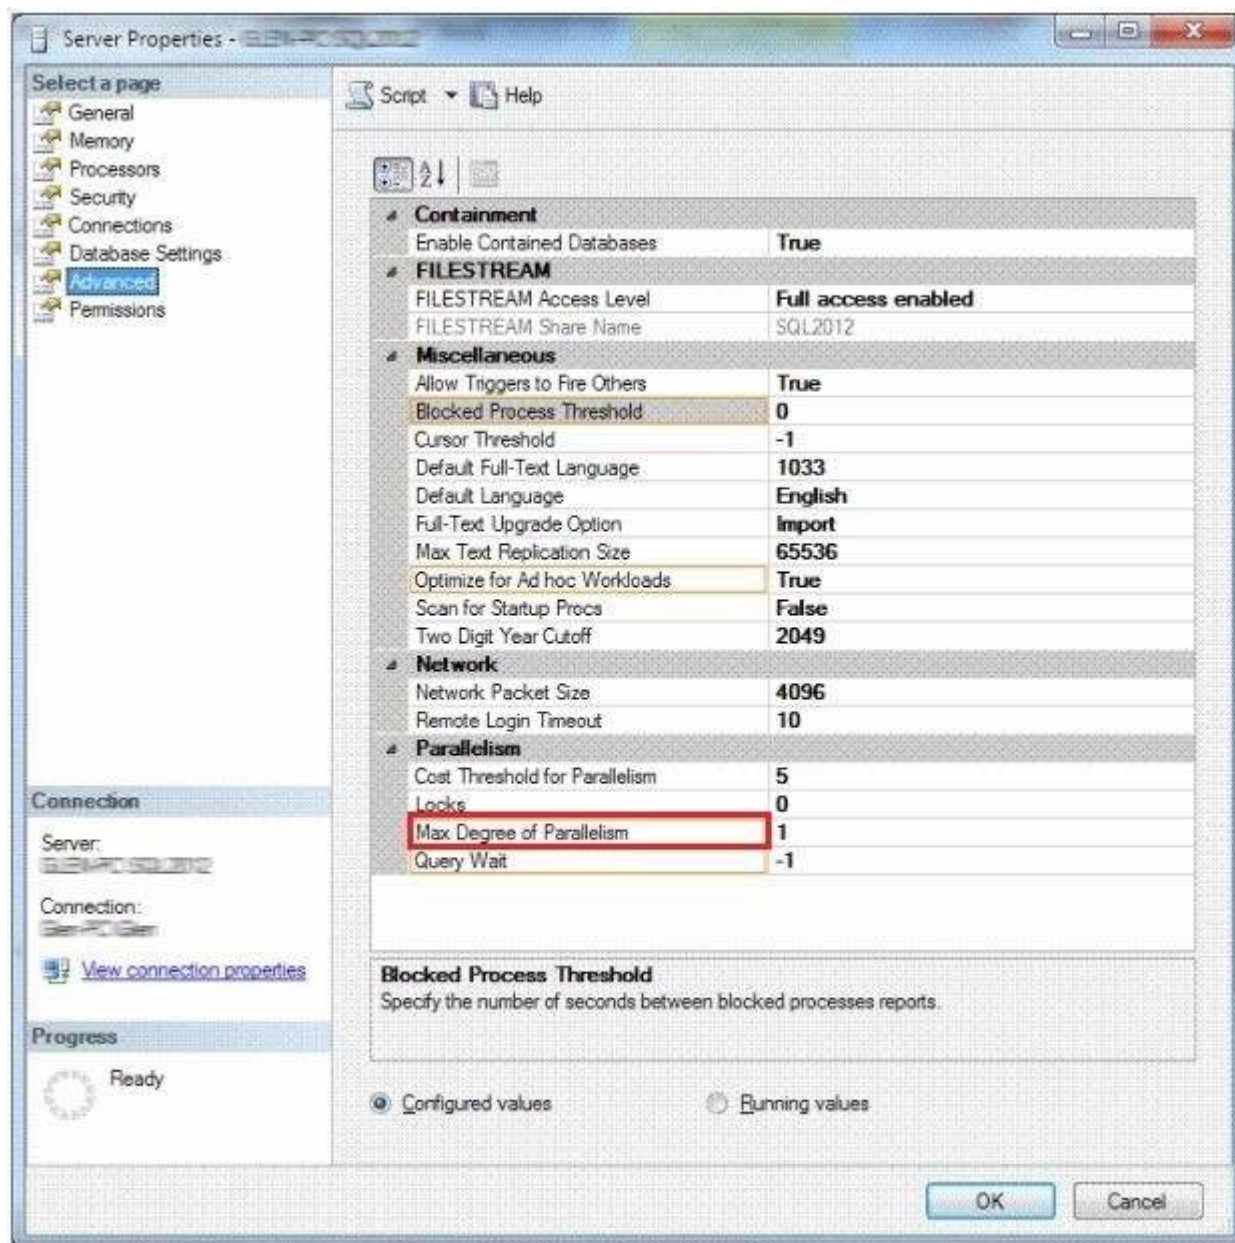 Server Properties -
Select a page
General
Memory
Processors
Security
Connections
Database Settings
Advanced
Permissions
Script Help
Containment
Enable Contained Databases True
FILESTREAM
FILESTREAM Access Level Full access enabled
FILESTREAM Share Name SQL2012
Miscellaneous
Allow Triggers to Fire Others True
Blocked Process Threshold 0
Cursor Threshold -1
Default Full-Text Language 1033
Default Language English
Full-Text Upgrade Option Import
Max Text Replication Size 65536
Optimize for Ad hoc Workloads True
Scan for Startup Procs False
Two Digit Year Cutoff 2049
Network
Network Packet Size 4096
Remote Login Timeout 10
Parallelism
Cost Threshold for Parallelism 5
Locks 0
Max Degree of Parallelism 1
Query Wait -1
Blocked Process Threshold
Specify the number of seconds between blocked processes reports.
Configured values Running values
Connection
Server:
Connection:
View connection properties
Progress
Ready
OK Cancel